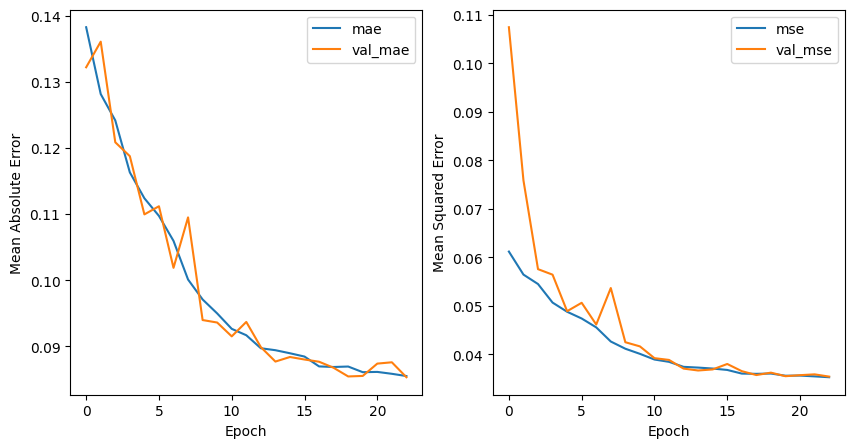 0.14
0.13
0.12
0.11
0.10
0.09
Mean Absolute Error
0 5 10 15 20
Epoch
mae
val_mae
0.11
0.10
0.09
0.08
0.07
0.06
0.05
0.04
Mean Squared Error
0 5 10 15 20
Epoch
mse
val_mse